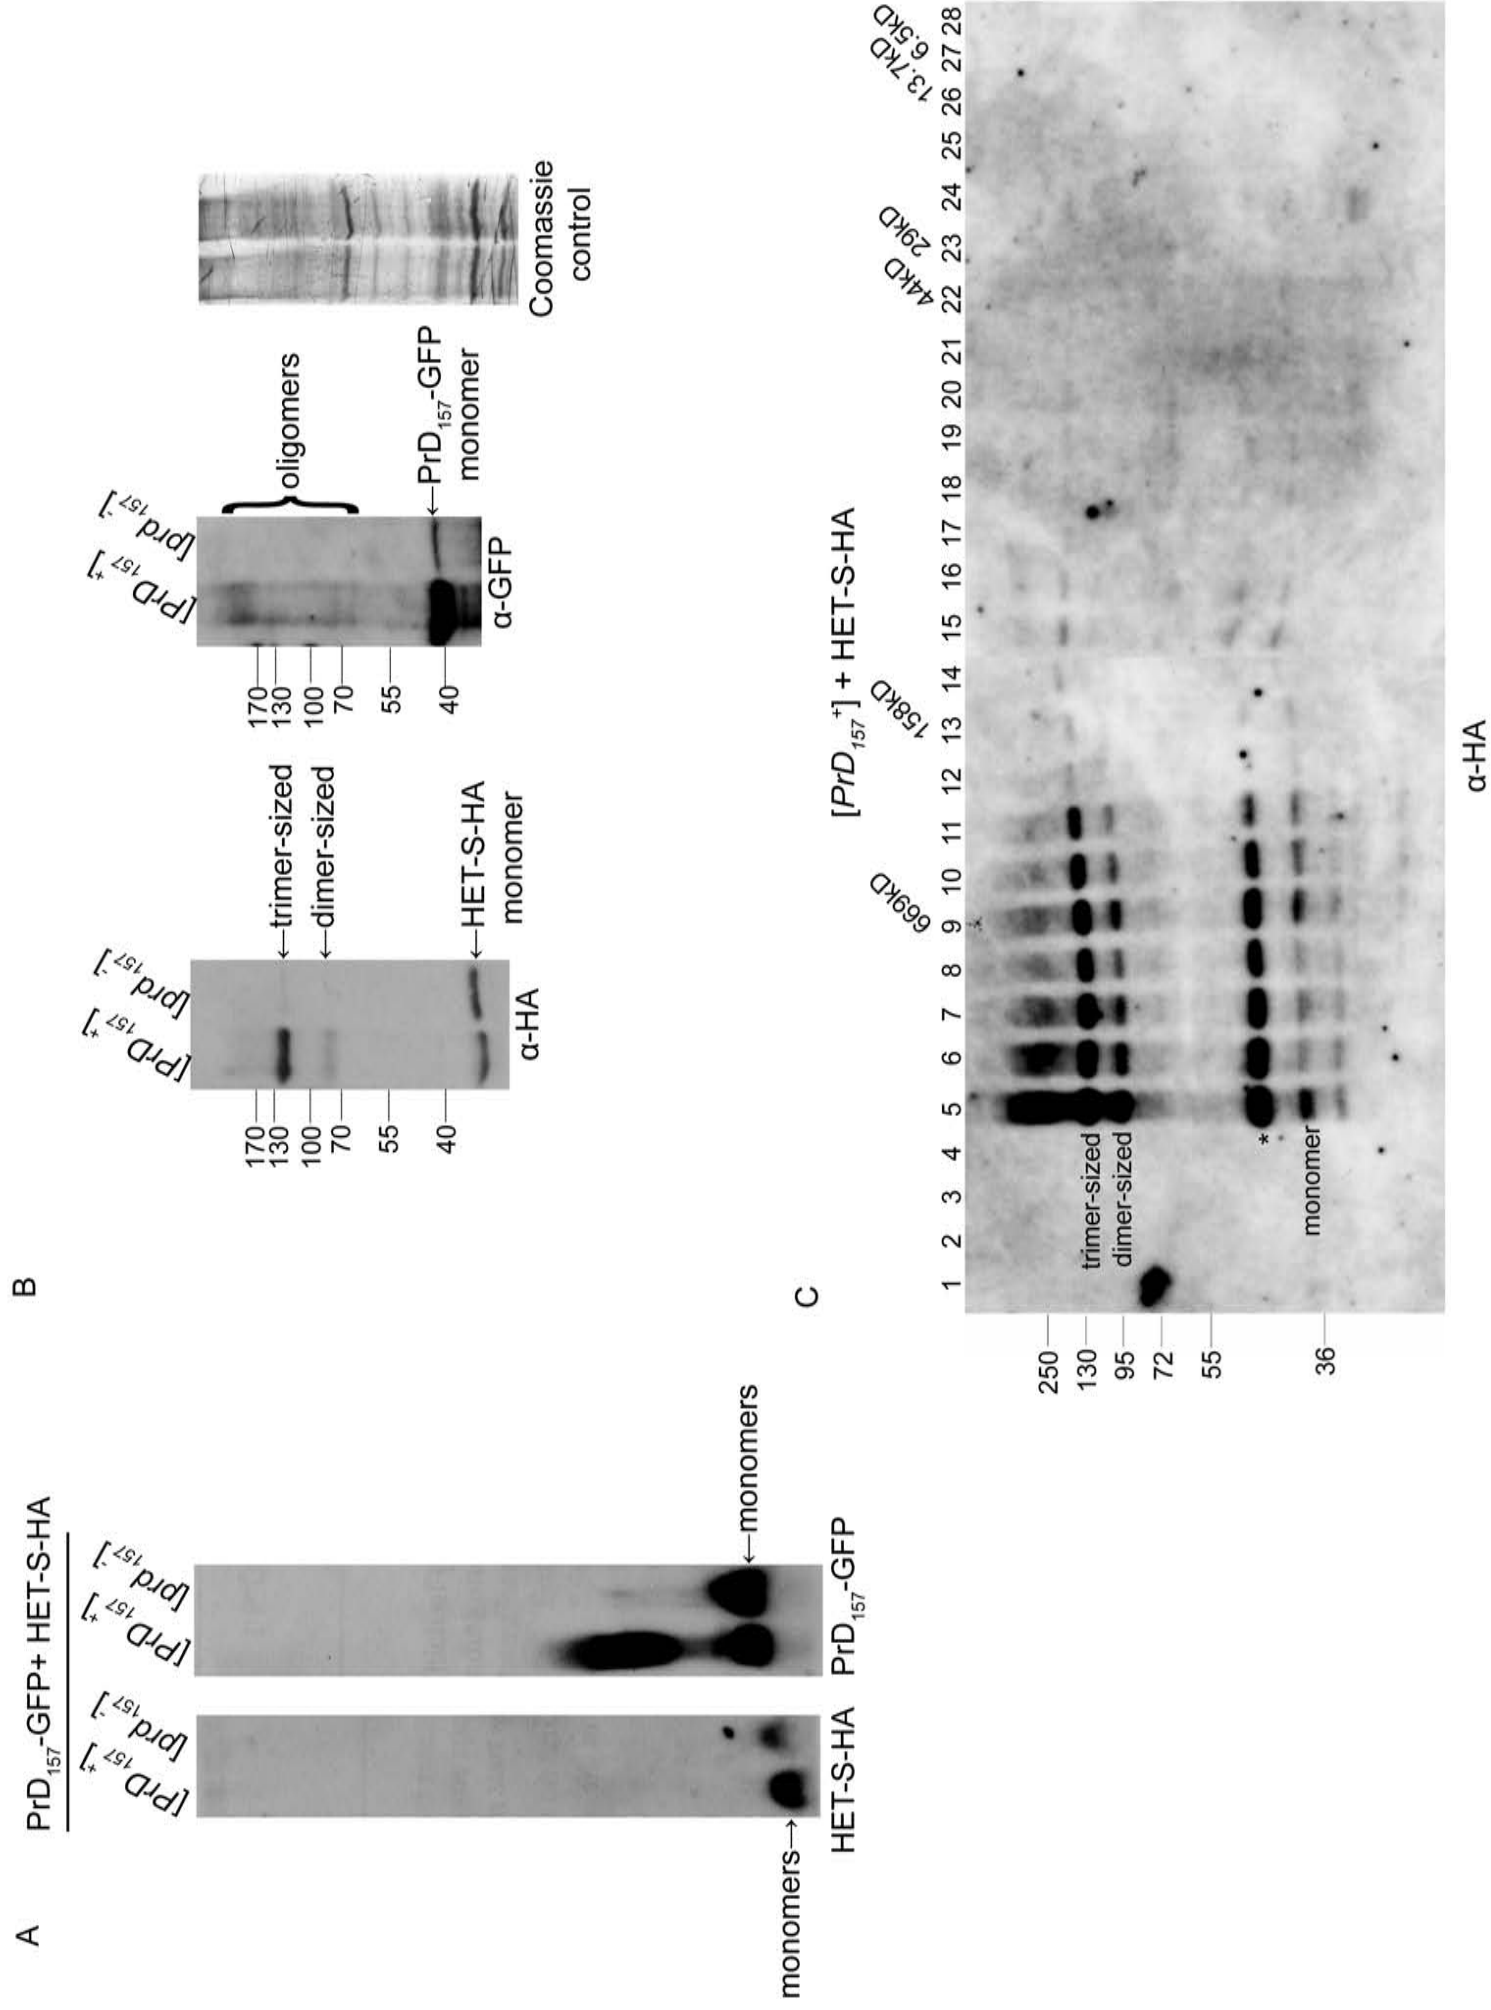 A
PrD157-GFP+ HET-S-HA
[PrD157+]
[prd157-]
[PrD157+]
[prd157-]
monomers→
←monomers
HET-S-HA
PrD157-GFP
B
[PrD157+]
[prd157-]
170
130
100
70
55
40
←trimer-sized
←dimer-sized
←HET-S-HA
monomer
α-HA
[PrD157+]
[prd157-]
170
130
100
70
55
40
oligomers
←PrD157-GFP
monomer
α-GFP
Coomassie
control
C
[PrD157+] + HET-S-HA
669kD
158kD
44kD
29kD
13.7kD
6.5kD
1 2 3 4 5 6 7 8 9 10 11 12 13 14 15 16 17 18 19 20 21 22 23 24 25 26 27 28
250
130
95
72
55
36
trimer-sized
dimer-sized
*
monomer
α-HA